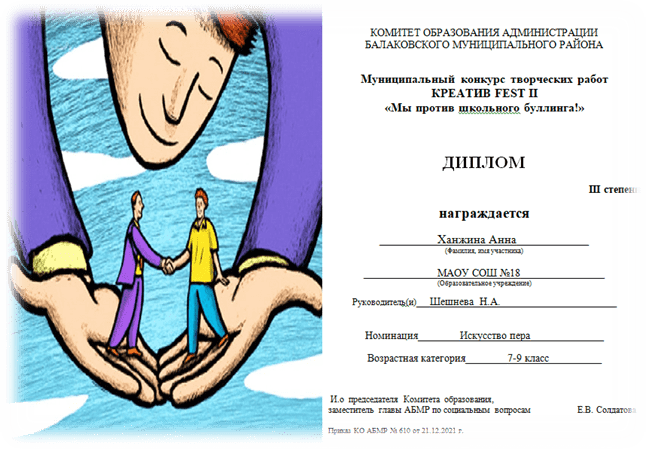 КОМИТЕТ ОБРАЗОВАНИЯ АДМИНИСТРАЦИИ
БАЛАКОВСКОГО МУНИЦИПАЛЬНОГО РАЙОНА
Муниципальный конкурс творческих работ
КРЕАТИВ FEST II
«Мы против школьного буллинга!»
ДИПЛОМ
III степен
награждается
Ханжина Анна
(Фамилия, имя участника)
МАОУ СОШ №18
(Образовательное учреждение)
Руководитель(и) Шешнева Н.А.
Номинация Искусство пера
Возрастная категория 7-9 класс
И.о председателя Комитета образования,
заместитель главы АБМР по социальным вопросам Е.В. Солдатов
Приказ КО АБМР № 610 от 21.12.2021 г.